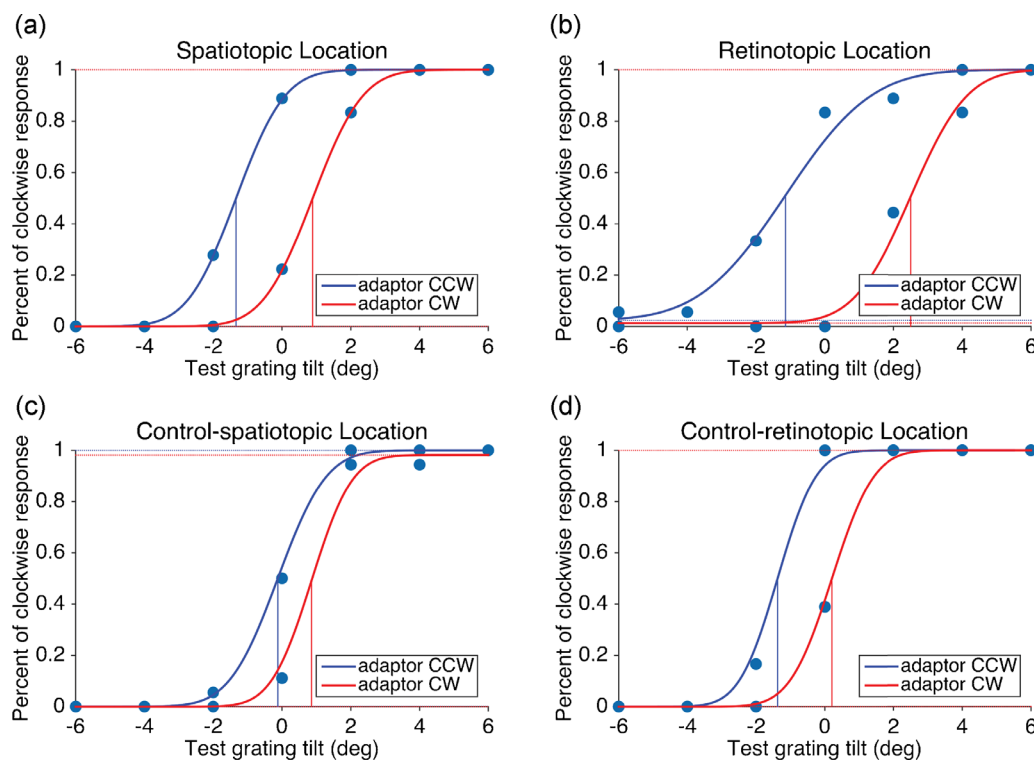 (a)
Spatiotopic Location
Percent of clockwise response
1
0.8
0.6
0.4
0.2
0
-6 -4 -2 0 2 4 6
Test grating tilt (deg)
adaptor CCW
adaptor CW
(b)
Retinotopic Location
Percent of clockwise response
1
0.8
0.6
0.4
0.2
0
-6 -4 -2 0 2 4 6
Test grating tilt (deg)
adaptor CCW
adaptor CW
(c)
Control-spatiotopic Location
Percent of clockwise response
1
0.8
0.6
0.4
0.2
0
-6 -4 -2 0 2 4 6
Test grating tilt (deg)
adaptor CCW
adaptor CW
(d)
Control-retinotopic Location
Percent of clockwise response
1
0.8
0.6
0.4
0.2
0
-6 -4 -2 0 2 4 6
Test grating tilt (deg)
adaptor CCW
adaptor CW